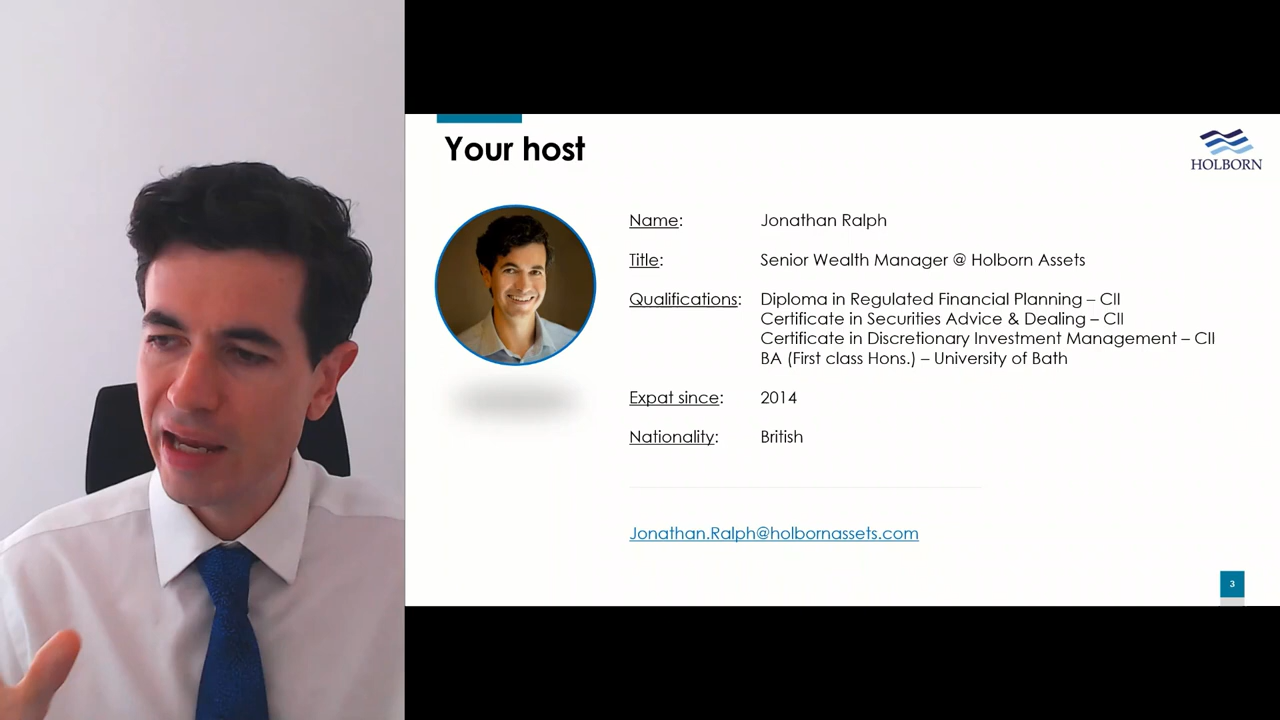 Your host
HOLBORN
Name: Jonathan Ralph
Title: Senior Wealth Manager @ Holborn Assets
Qualifications: Diploma in Regulated Financial Planning – CII
Certificate in Securities Advice & Dealing – CII
Certificate in Discretionary Investment Management – CII
BA (First class Hons.) – University of Bath
Expat since: 2014
Nationality: British
Jonathan.Ralph@holbornassets.com
3